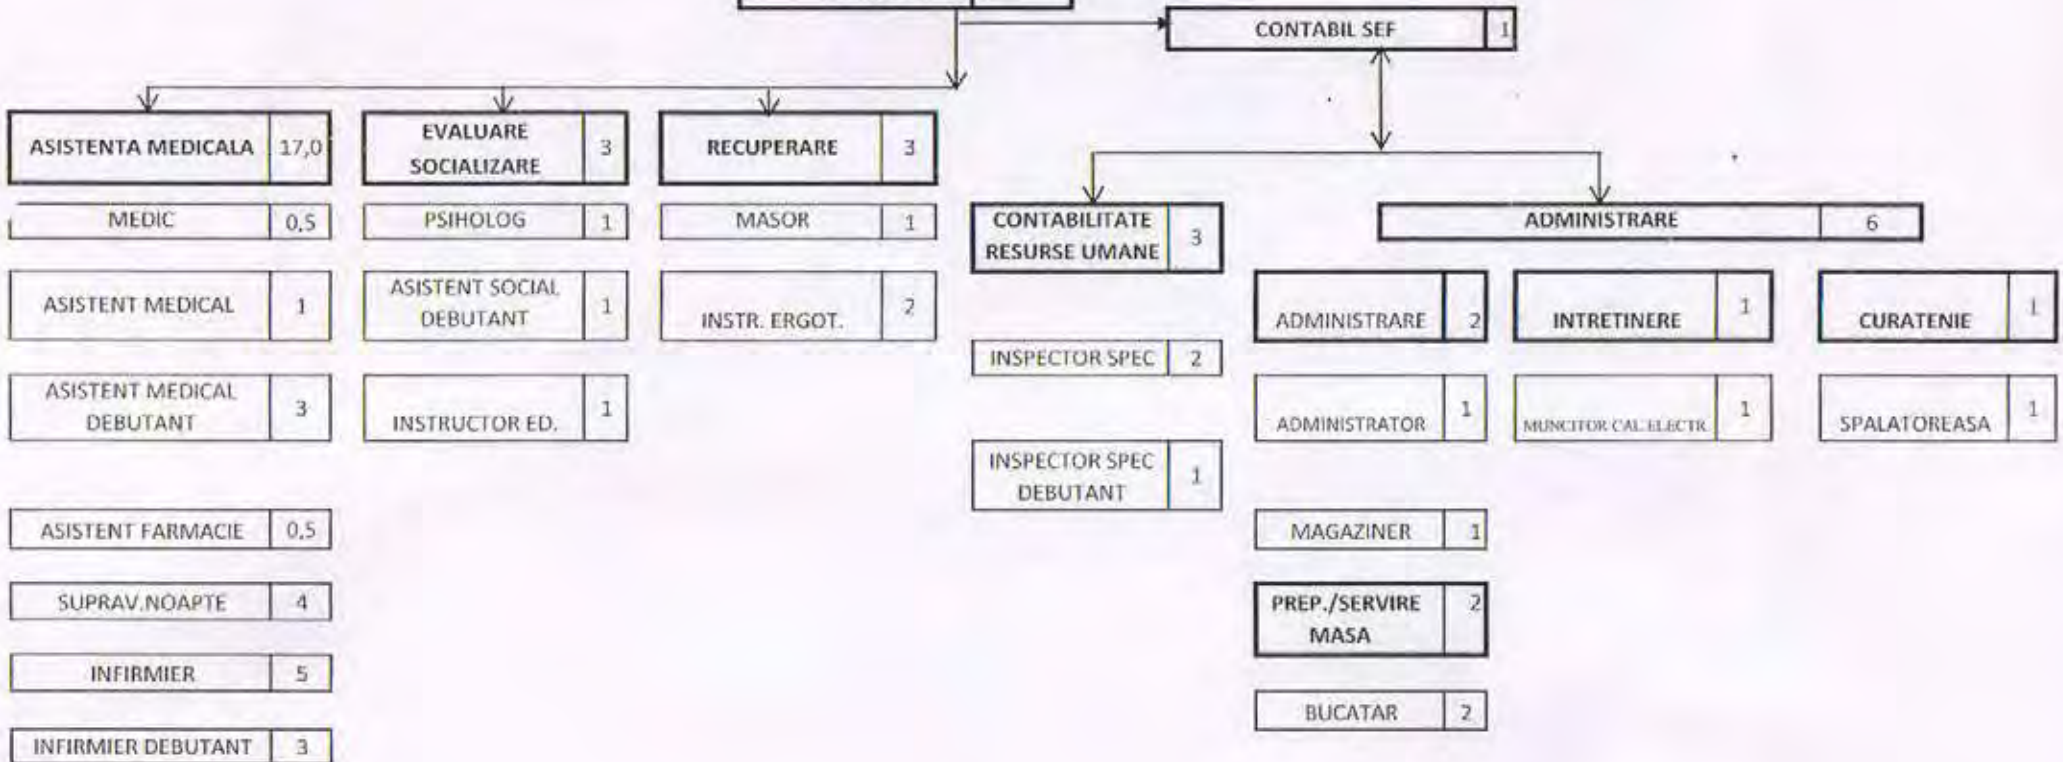 CONTABIL SEF 1
ASISTENTA MEDICALA 17,0
EVALUARE
SOCIALIZARE 3
RECUPERARE 3
MEDIC 0,5
PSIHOLOG 1
MASOR 1
CONTABILITATE
RESURSE UMANE 3
ADMINISTRARE 6
ASISTENT MEDICAL 1
ASISTENT SOCIAL
DEBUTANT 1
INSTR. ERGOT. 2
ADMINISTRARE 2
INTRETINERE 1
CURATENIE 1
INSPECTOR SPEC 2
ASISTENT MEDICAL
DEBUTANT 3
INSTRUCTOR ED. 1
ADMINISTRATOR 1
MUNCITOR CAL.ELECTR. 1
SPALATOREASA 1
INSPECTOR SPEC
DEBUTANT 1
ASISTENT FARMACIE 0,5
MAGAZINER 1
SUPRAV.NOAPTE 4
PREP./SERVIRE
MASA 2
INFIRMIER 5
BUCATAR 2
INFIRMIER DEBUTANT 3